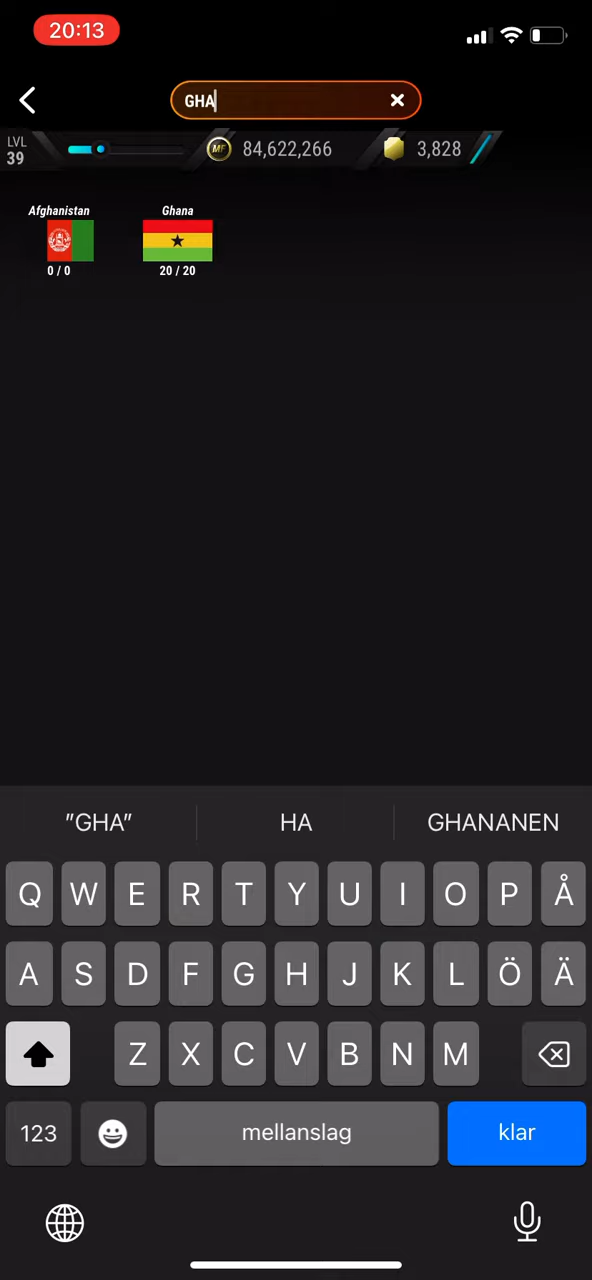 20:13
GHA
LVL
39
MF 84,622,266 3,828
Afghanistan Ghana
0 / 0 20 / 20
"GHA" HA GHANANEN
Q W E R T Y U I O P Å
A S D F G H J K L Ö Ä
Z X C V B N M
123 mellanslag klar